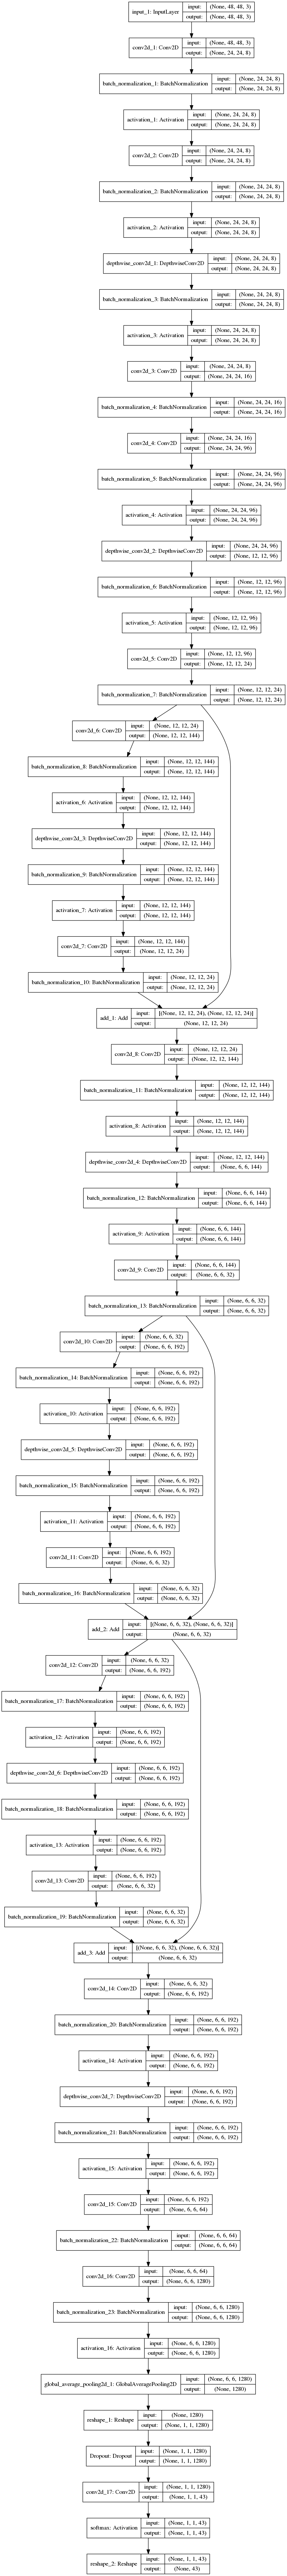 input_1: InputLayer input: (None, 48, 48, 3)
output: (None, 48, 48, 3)
conv2d_1: Conv2D input: (None, 48, 48, 3)
output: (None, 24, 24, 8)
batch_normalization_1: BatchNormalization input: (None, 24, 24, 8)
output: (None, 24, 24, 8)
activation_1: Activation input: (None, 24, 24, 8)
output: (None, 24, 24, 8)
conv2d_2: Conv2D input: (None, 24, 24, 8)
output: (None, 24, 24, 8)
batch_normalization_2: BatchNormalization input: (None, 24, 24, 8)
output: (None, 24, 24, 8)
activation_2: Activation input: (None, 24, 24, 8)
output: (None, 24, 24, 8)
depthwise_conv2d_1: DepthwiseConv2D input: (None, 24, 24, 8)
output: (None, 24, 24, 8)
batch_normalization_3: BatchNormalization input: (None, 24, 24, 8)
output: (None, 24, 24, 8)
activation_3: Activation input: (None, 24, 24, 8)
output: (None, 24, 24, 8)
conv2d_3: Conv2D input: (None, 24, 24, 8)
output: (None, 24, 24, 16)
batch_normalization_4: BatchNormalization input: (None, 24, 24, 16)
output: (None, 24, 24, 16)
conv2d_4: Conv2D input: (None, 24, 24, 16)
output: (None, 24, 24, 96)
batch_normalization_5: BatchNormalization input: (None, 24, 24, 96)
output: (None, 24, 24, 96)
activation_4: Activation input: (None, 24, 24, 96)
output: (None, 24, 24, 96)
depthwise_conv2d_2: DepthwiseConv2D input: (None, 24, 24, 96)
output: (None, 12, 12, 96)
batch_normalization_6: BatchNormalization input: (None, 12, 12, 96)
output: (None, 12, 12, 96)
activation_5: Activation input: (None, 12, 12, 96)
output: (None, 12, 12, 96)
conv2d_5: Conv2D input: (None, 12, 12, 96)
output: (None, 12, 12, 24)
batch_normalization_7: BatchNormalization input: (None, 12, 12, 24)
output: (None, 12, 12, 24)
conv2d_6: Conv2D input: (None, 12, 12, 24)
output: (None, 12, 12, 144)
batch_normalization_8: BatchNormalization input: (None, 12, 12, 144)
output: (None, 12, 12, 144)
activation_6: Activation input: (None, 12, 12, 144)
output: (None, 12, 12, 144)
depthwise_conv2d_3: DepthwiseConv2D input: (None, 12, 12, 144)
output: (None, 12, 12, 144)
batch_normalization_9: BatchNormalization input: (None, 12, 12, 144)
output: (None, 12, 12, 144)
activation_7: Activation input: (None, 12, 12, 144)
output: (None, 12, 12, 144)
conv2d_7: Conv2D input: (None, 12, 12, 144)
output: (None, 12, 12, 24)
batch_normalization_10: BatchNormalization input: (None, 12, 12, 24)
output: (None, 12, 12, 24)
add_1: Add input: [(None, 12, 12, 24), (None, 12, 12, 24)]
output: (None, 12, 12, 24)
conv2d_8: Conv2D input: (None, 12, 12, 24)
output: (None, 12, 12, 144)
batch_normalization_11: BatchNormalization input: (None, 12, 12, 144)
output: (None, 12, 12, 144)
activation_8: Activation input: (None, 12, 12, 144)
output: (None, 12, 12, 144)
depthwise_conv2d_4: DepthwiseConv2D input: (None, 12, 12, 144)
output: (None, 6, 6, 144)
batch_normalization_12: BatchNormalization input: (None, 6, 6, 144)
output: (None, 6, 6, 144)
activation_9: Activation input: (None, 6, 6, 144)
output: (None, 6, 6, 144)
conv2d_9: Conv2D input: (None, 6, 6, 144)
output: (None, 6, 6, 32)
batch_normalization_13: BatchNormalization input: (None, 6, 6, 32)
output: (None, 6, 6, 32)
conv2d_10: Conv2D input: (None, 6, 6, 32)
output: (None, 6, 6, 192)
batch_normalization_14: BatchNormalization input: (None, 6, 6, 192)
output: (None, 6, 6, 192)
activation_10: Activation input: (None, 6, 6, 192)
output: (None, 6, 6, 192)
depthwise_conv2d_5: DepthwiseConv2D input: (None, 6, 6, 192)
output: (None, 6, 6, 192)
batch_normalization_15: BatchNormalization input: (None, 6, 6, 192)
output: (None, 6, 6, 192)
activation_11: Activation input: (None, 6, 6, 192)
output: (None, 6, 6, 192)
conv2d_11: Conv2D input: (None, 6, 6, 192)
output: (None, 6, 6, 32)
batch_normalization_16: BatchNormalization input: (None, 6, 6, 32)
output: (None, 6, 6, 32)
add_2: Add input: [(None, 6, 6, 32), (None, 6, 6, 32)]
output: (None, 6, 6, 32)
conv2d_12: Conv2D input: (None, 6, 6, 32)
output: (None, 6, 6, 192)
batch_normalization_17: BatchNormalization input: (None, 6, 6, 192)
output: (None, 6, 6, 192)
activation_12: Activation input: (None, 6, 6, 192)
output: (None, 6, 6, 192)
depthwise_conv2d_6: DepthwiseConv2D input: (None, 6, 6, 192)
output: (None, 6, 6, 192)
batch_normalization_18: BatchNormalization input: (None, 6, 6, 192)
output: (None, 6, 6, 192)
activation_13: Activation input: (None, 6, 6, 192)
output: (None, 6, 6, 192)
conv2d_13: Conv2D input: (None, 6, 6, 192)
output: (None, 6, 6, 32)
batch_normalization_19: BatchNormalization input: (None, 6, 6, 32)
output: (None, 6, 6, 32)
add_3: Add input: [(None, 6, 6, 32), (None, 6, 6, 32)]
output: (None, 6, 6, 32)
conv2d_14: Conv2D input: (None, 6, 6, 32)
output: (None, 6, 6, 192)
batch_normalization_20: BatchNormalization input: (None, 6, 6, 192)
output: (None, 6, 6, 192)
activation_14: Activation input: (None, 6, 6, 192)
output: (None, 6, 6, 192)
depthwise_conv2d_7: DepthwiseConv2D input: (None, 6, 6, 192)
output: (None, 6, 6, 192)
batch_normalization_21: BatchNormalization input: (None, 6, 6, 192)
output: (None, 6, 6, 192)
activation_15: Activation input: (None, 6, 6, 192)
output: (None, 6, 6, 192)
conv2d_15: Conv2D input: (None, 6, 6, 192)
output: (None, 6, 6, 64)
batch_normalization_22: BatchNormalization input: (None, 6, 6, 64)
output: (None, 6, 6, 64)
conv2d_16: Conv2D input: (None, 6, 6, 64)
output: (None, 6, 6, 1280)
batch_normalization_23: BatchNormalization input: (None, 6, 6, 1280)
output: (None, 6, 6, 1280)
activation_16: Activation input: (None, 6, 6, 1280)
output: (None, 6, 6, 1280)
global_average_pooling2d_1: GlobalAveragePooling2D input: (None, 6, 6, 1280)
output: (None, 1280)
reshape_1: Reshape input: (None, 1280)
output: (None, 1, 1, 1280)
Dropout: Dropout input: (None, 1, 1, 1280)
output: (None, 1, 1, 1280)
conv2d_17: Conv2D input: (None, 1, 1, 1280)
output: (None, 1, 1, 43)
softmax: Activation input: (None, 1, 1, 43)
output: (None, 1, 1, 43)
reshape_2: Reshape input: (None, 1, 1, 43)
output: (None, 43)